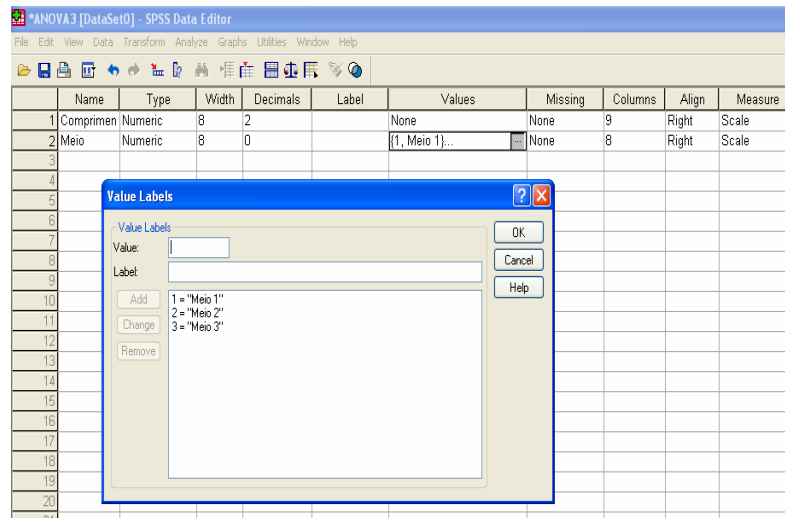 *ANOVA3 [DataSet0] - SPSS Data Editor
File Edit View Data Transform Analyze Graphs Utilities Window Help
Name Type Width Decimals Label Values Missing Columns Align Measure
1 Comprimen Numeric 8 2 None None 9 Right Scale
2 Meio Numeric 8 0 {1, Meio 1}... ... None 8 Right Scale
3
4
5
6
7
8
9
10
11
12
13
14
15
16
17
18
19
20
Value Labels ? X
Value Labels
Value:
Label:
Add
Change
Remove
1 = "Meio 1"
2 = "Meio 2"
3 = "Meio 3"
OK
Cancel
Help